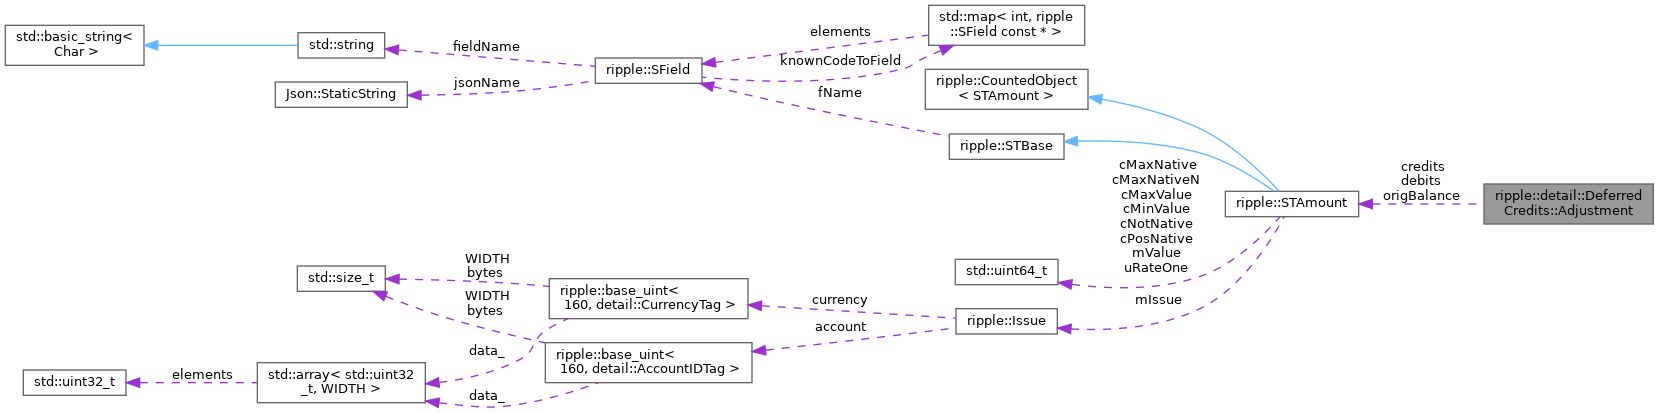 std::basic_string<
Char >
std::string
fieldName
Json::StaticString
jsonName
ripple::SField
elements
knownCodeToField
fName
std::map< int, ripple
::SField const * >
ripple::CountedObject
< STAmount >
ripple::STBase
cMaxNative
cMaxNativeN
cMaxValue
cMinValue
cNotNative
cPosNative
mValue
uRateOne
ripple::STAmount
credits
debits
origBalance
ripple::detail::Deferred
Credits::Adjustment
std::uint64_t
mIssue
ripple::Issue
currency
account
ripple::base_uint<
160, detail::CurrencyTag >
ripple::base_uint<
160, detail::AccountIDTag >
WIDTH
bytes
WIDTH
bytes
std::size_t
data_
data_
std::array< std::uint32
_t, WIDTH >
elements
std::uint32_t